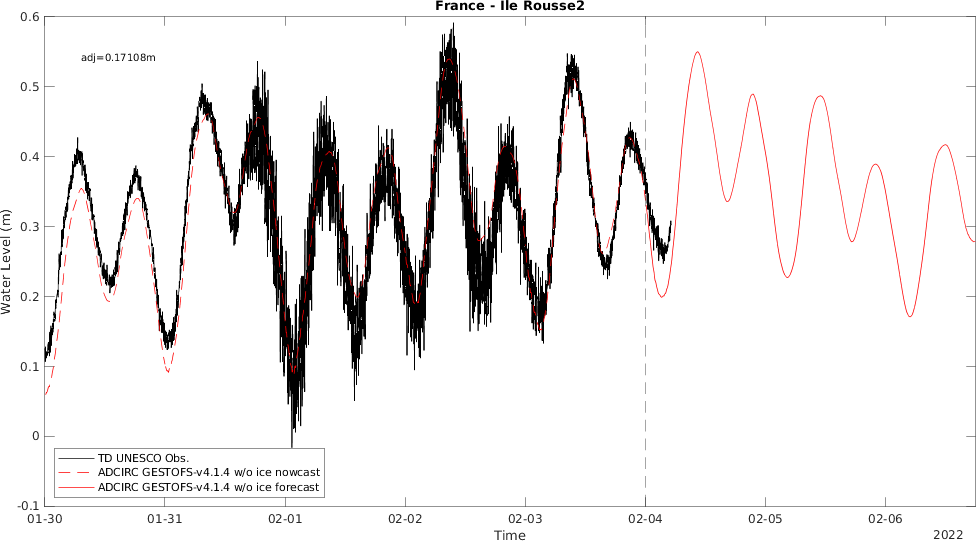 France - Ile Rousse2
adj=0.17108m
0.6
0.5
0.4
0.3
0.2
0.1
0
-0.1
Water Level (m)
TD UNESCO Obs.
ADCIRC GESTOFS-v4.1.4 w/o ice nowcast
ADCIRC GESTOFS-v4.1.4 w/o ice forecast
01-30 01-31 02-01 02-02 02-03 02-04 02-05 02-06
Time
2022